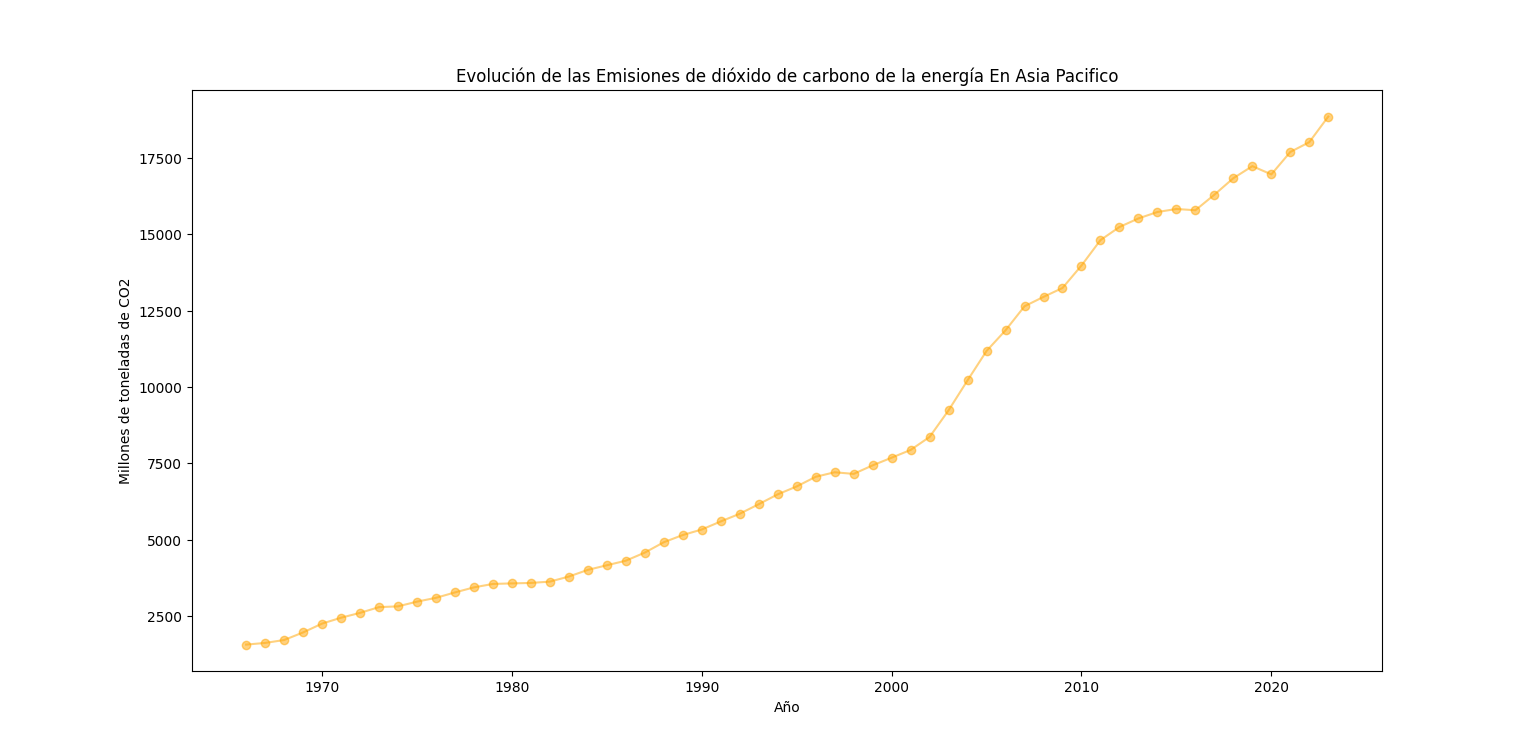 Evolución de las Emisiones de dióxido de carbono de la energía En Asia Pacifico
17500
15000
12500
10000
7500
5000
2500
Millones de toneladas de CO2
1970 1980 1990 2000 2010 2020
Año